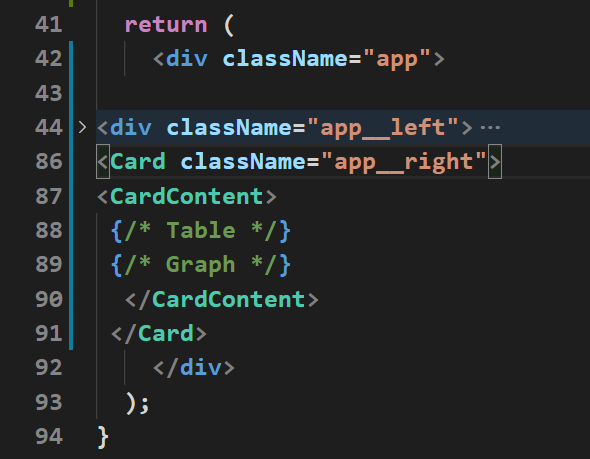 41 return (
42 <div className="app">
43
44 > <div className="app__left"> ···
86 <Card className="app__right">
87 <CardContent>
88 {/* Table */}
89 {/* Graph */}
90 </CardContent>
91 </Card>
92 </div>
93 );
94 }